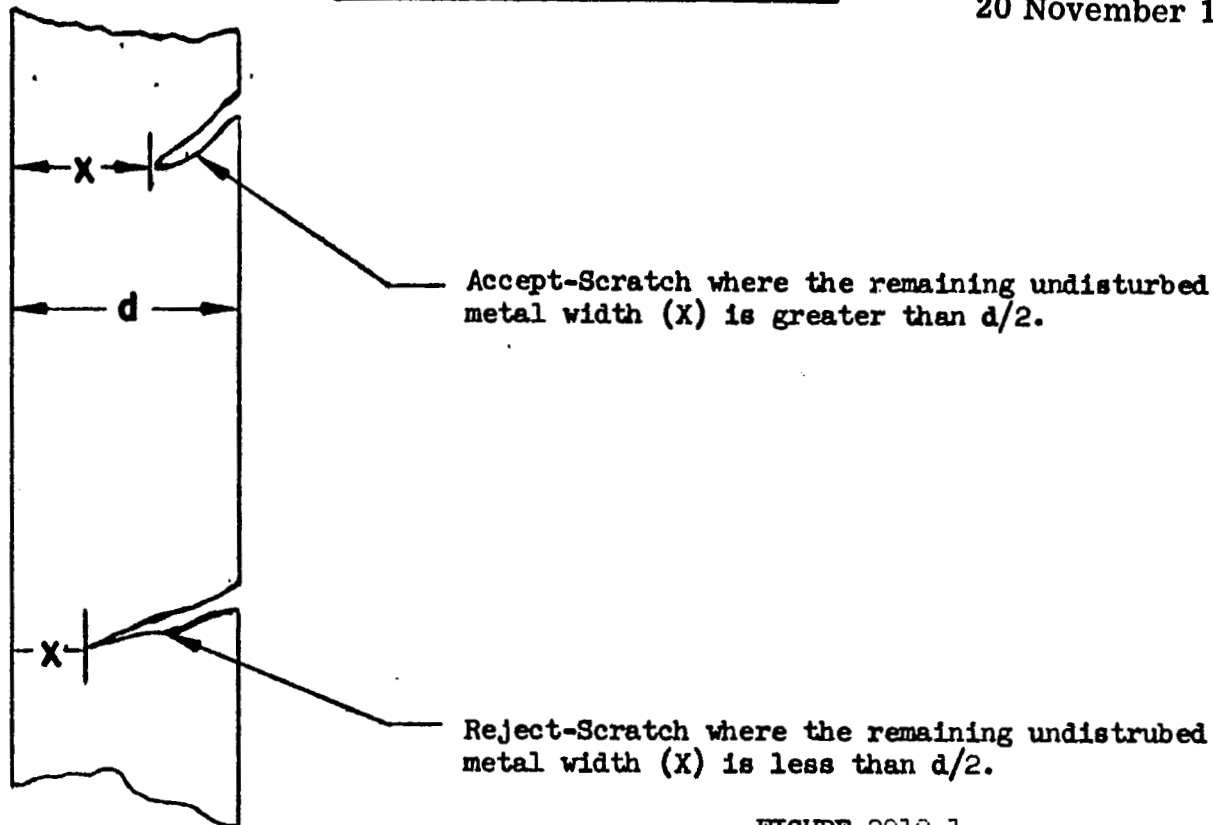 20 November 1
X
Accept-Scratch where the remaining undisturbed
metal width (X) is greater than d/2.
d
X
Reject-Scratch where the remaining undistrubed
metal width (X) is less than d/2.